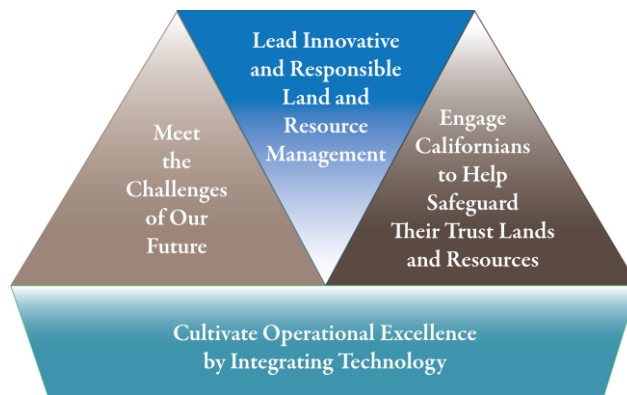 Lead Innovative
and Responsible
Land and
Resource
Management
Meet
the
Challenges
of Our
Future
Engage
Californians
to Help
Safeguard
Their Trust Lands
and Resources
Cultivate Operational Excellence
by Integrating Technology